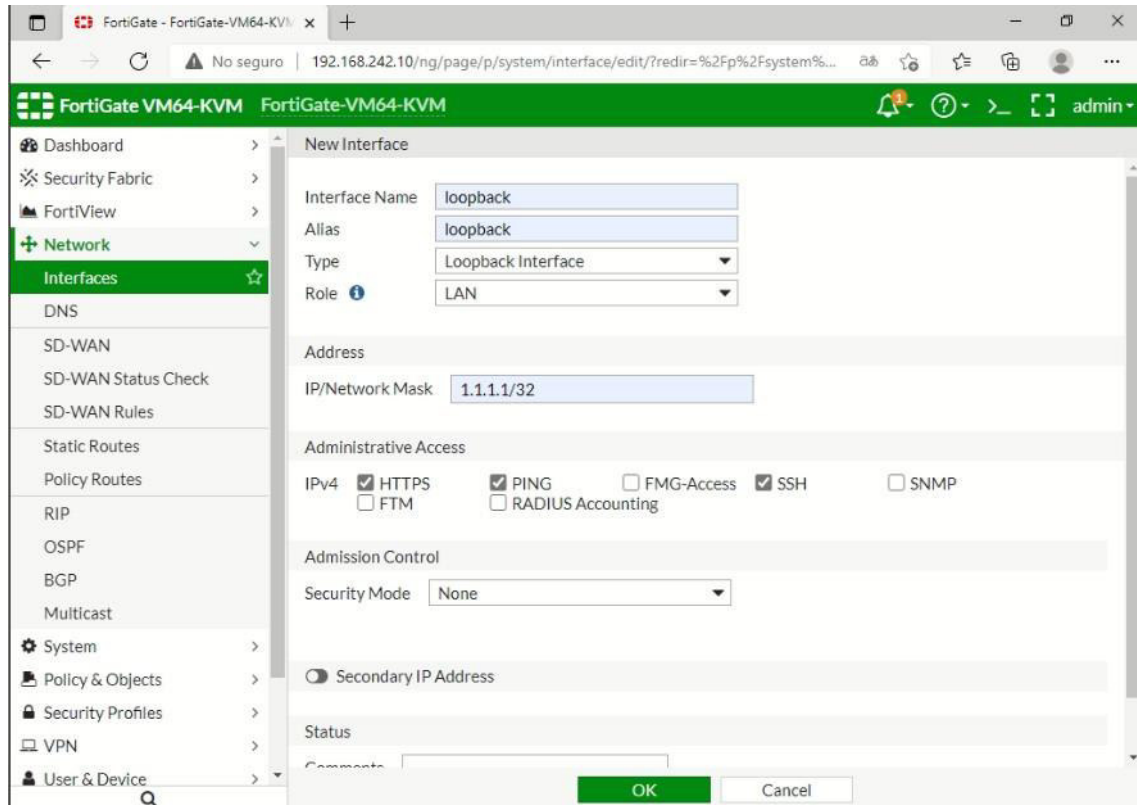 FortiGate - FortiGate-VM64-KV
No seguro 192.168.242.10/ng/page/p/system/interface/edit/?redir=%2Fp%2Fsystem%...
FortiGate VM64-KVM FortiGate-VM64-KVM 1 admin
Dashboard
Security Fabric
FortiView
Network
Interfaces
DNS
SD-WAN
SD-WAN Status Check
SD-WAN Rules
Static Routes
Policy Routes
RIP
OSPF
BGP
Multicast
System
Policy & Objects
Security Profiles
VPN
User & Device
New Interface
Interface Name loopback
Alias loopback
Type Loopback Interface
Role LAN
Address
IP/Network Mask 1.1.1.1/32
Administrative Access
IPv4 HTTPS PING FMG-Access SSH SNMP
FTM RADIUS Accounting
Admission Control
Security Mode None
Secondary IP Address
Status
Comments
OK Cancel